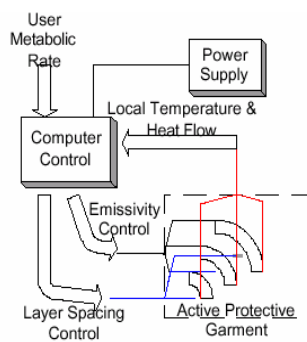 User
Metabolic
Rate
Power
Supply
Local Temperature &
Heat Flow
Computer
Control
Emissivity
Control
Layer Spacing
Control
Active Protective
Garment